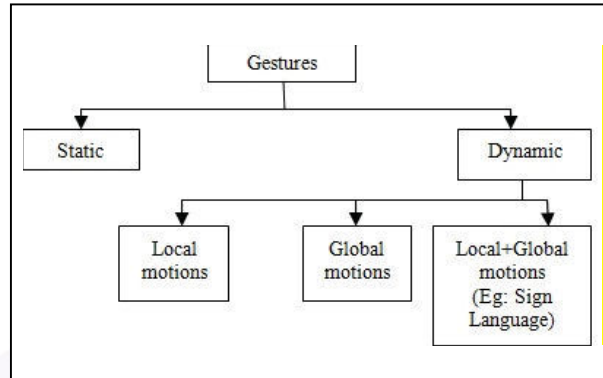 Gestures
Static
Dynamic
Local
motions
Global
motions
Local+Global
motions
(Eg: Sign
Language)